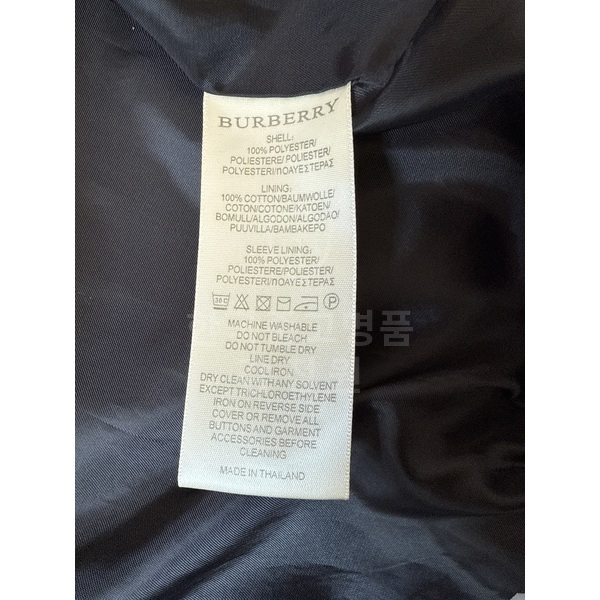 BURBERRY
SHELL:
100% POLYESTER/
POLIESTERE/ POLIESTER/
POLYESTERI/ΠΟΛΥΕΣΤΕΡΑΣ
LINING:
100% COTTON/BAUMWOLLE/
COTON/COTONE/KATOEN/
BOMULL/ALGODON/ALGODAO/
PUUVILLA/BAMBAKEPO
SLEEVE LINING:
100% POLYESTER/
POLIESTERE/POLIESTER/
POLYESTERI/ΠΟΛΥΕΣΤΕΡΑΣ
30 C
P
MACHINE WASHABLE
DO NOT BLEACH
DO NOT TUMBLE DRY
LINE DRY
COOL IRON
DRY CLEAN WITH ANY SOLVENT
EXCEPT TRICHLOROETHYLENE
IRON ON REVERSE SIDE
COVER OR REMOVE ALL
BUTTONS AND GARMENT
ACCESSORIES BEFORE
CLEANING
MADE IN THAILAND